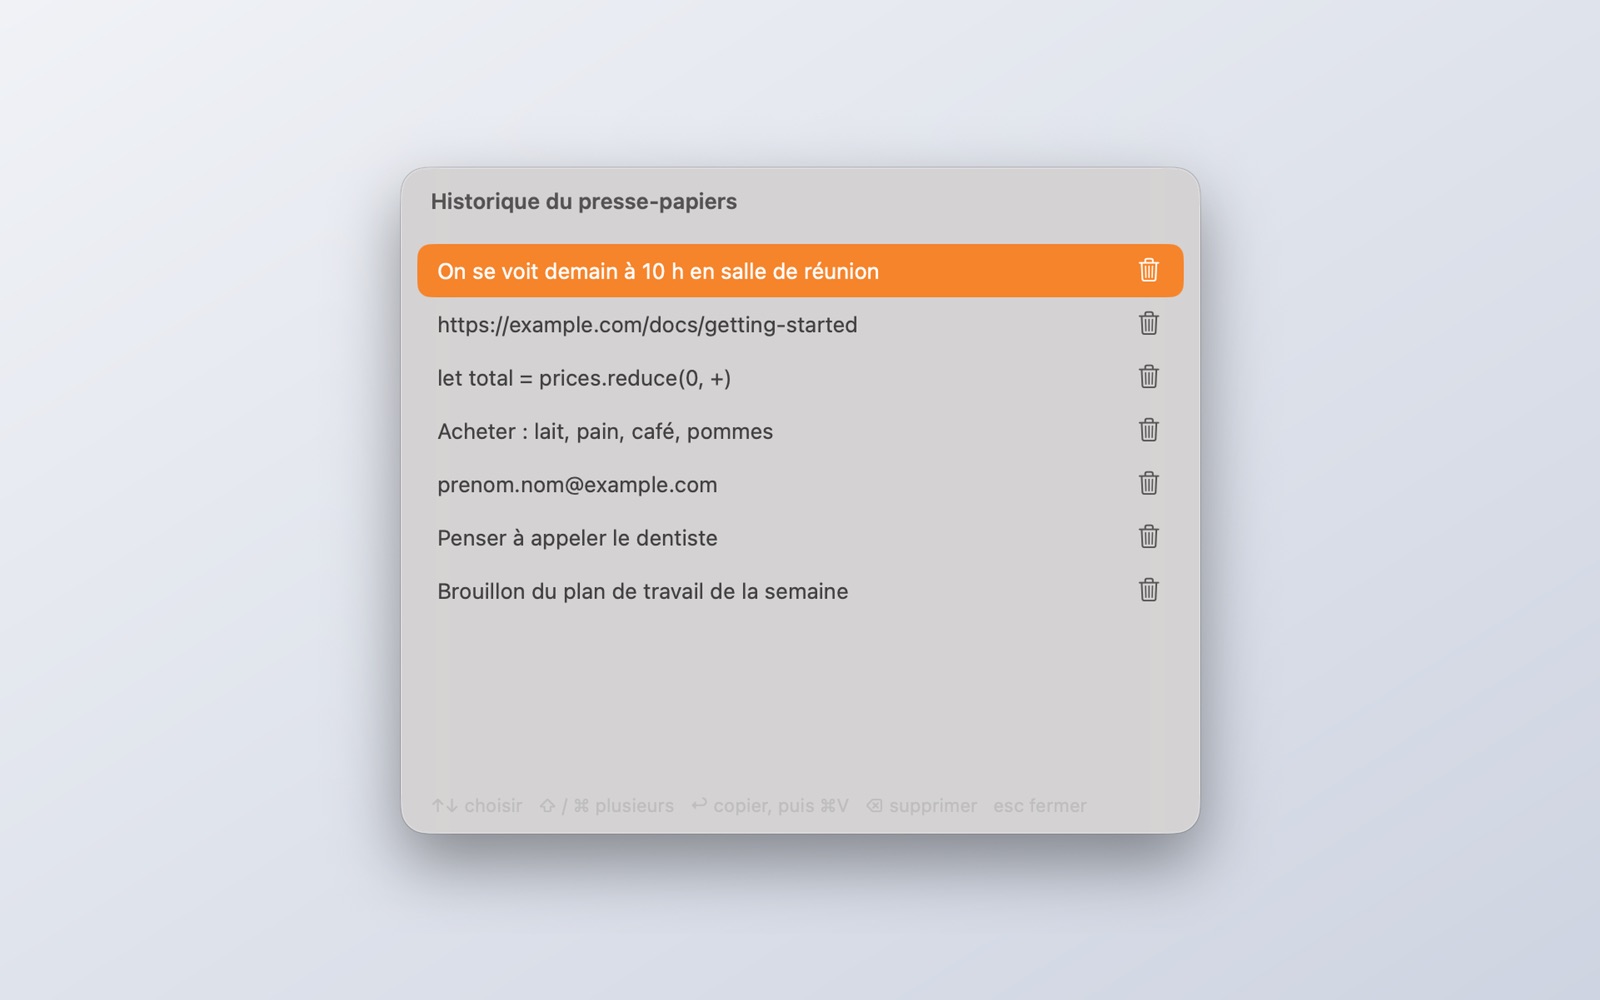 Historique du presse-papiers
On se voit demain à 10 h en salle de réunion
https://example.com/docs/getting-started
let total = prices.reduce(0, +)
Acheter : lait, pain, café, pommes
prenom.nom@example.com
Penser à appeler le dentiste
Brouillon du plan de travail de la semaine
↑↓ choisir ⇧ / ⌘ plusieurs ↩ copier, puis ⌘V ⌫ supprimer esc fermer